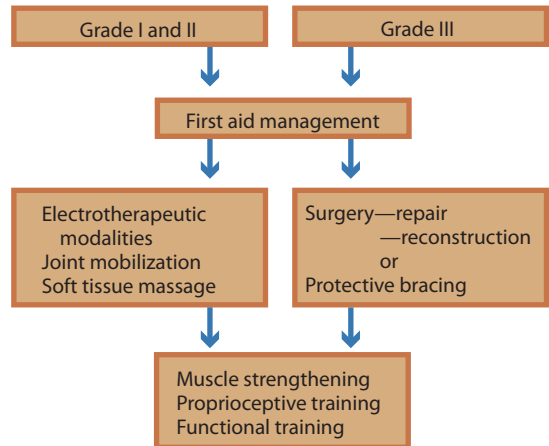 Grade I and II
Grade III
First aid management
Electrotherapeutic
modalities
Joint mobilization
Soft tissue massage
Surgery—repair
—reconstruction
or
Protective bracing
Muscle strengthening
Proprioceptive training
Functional training